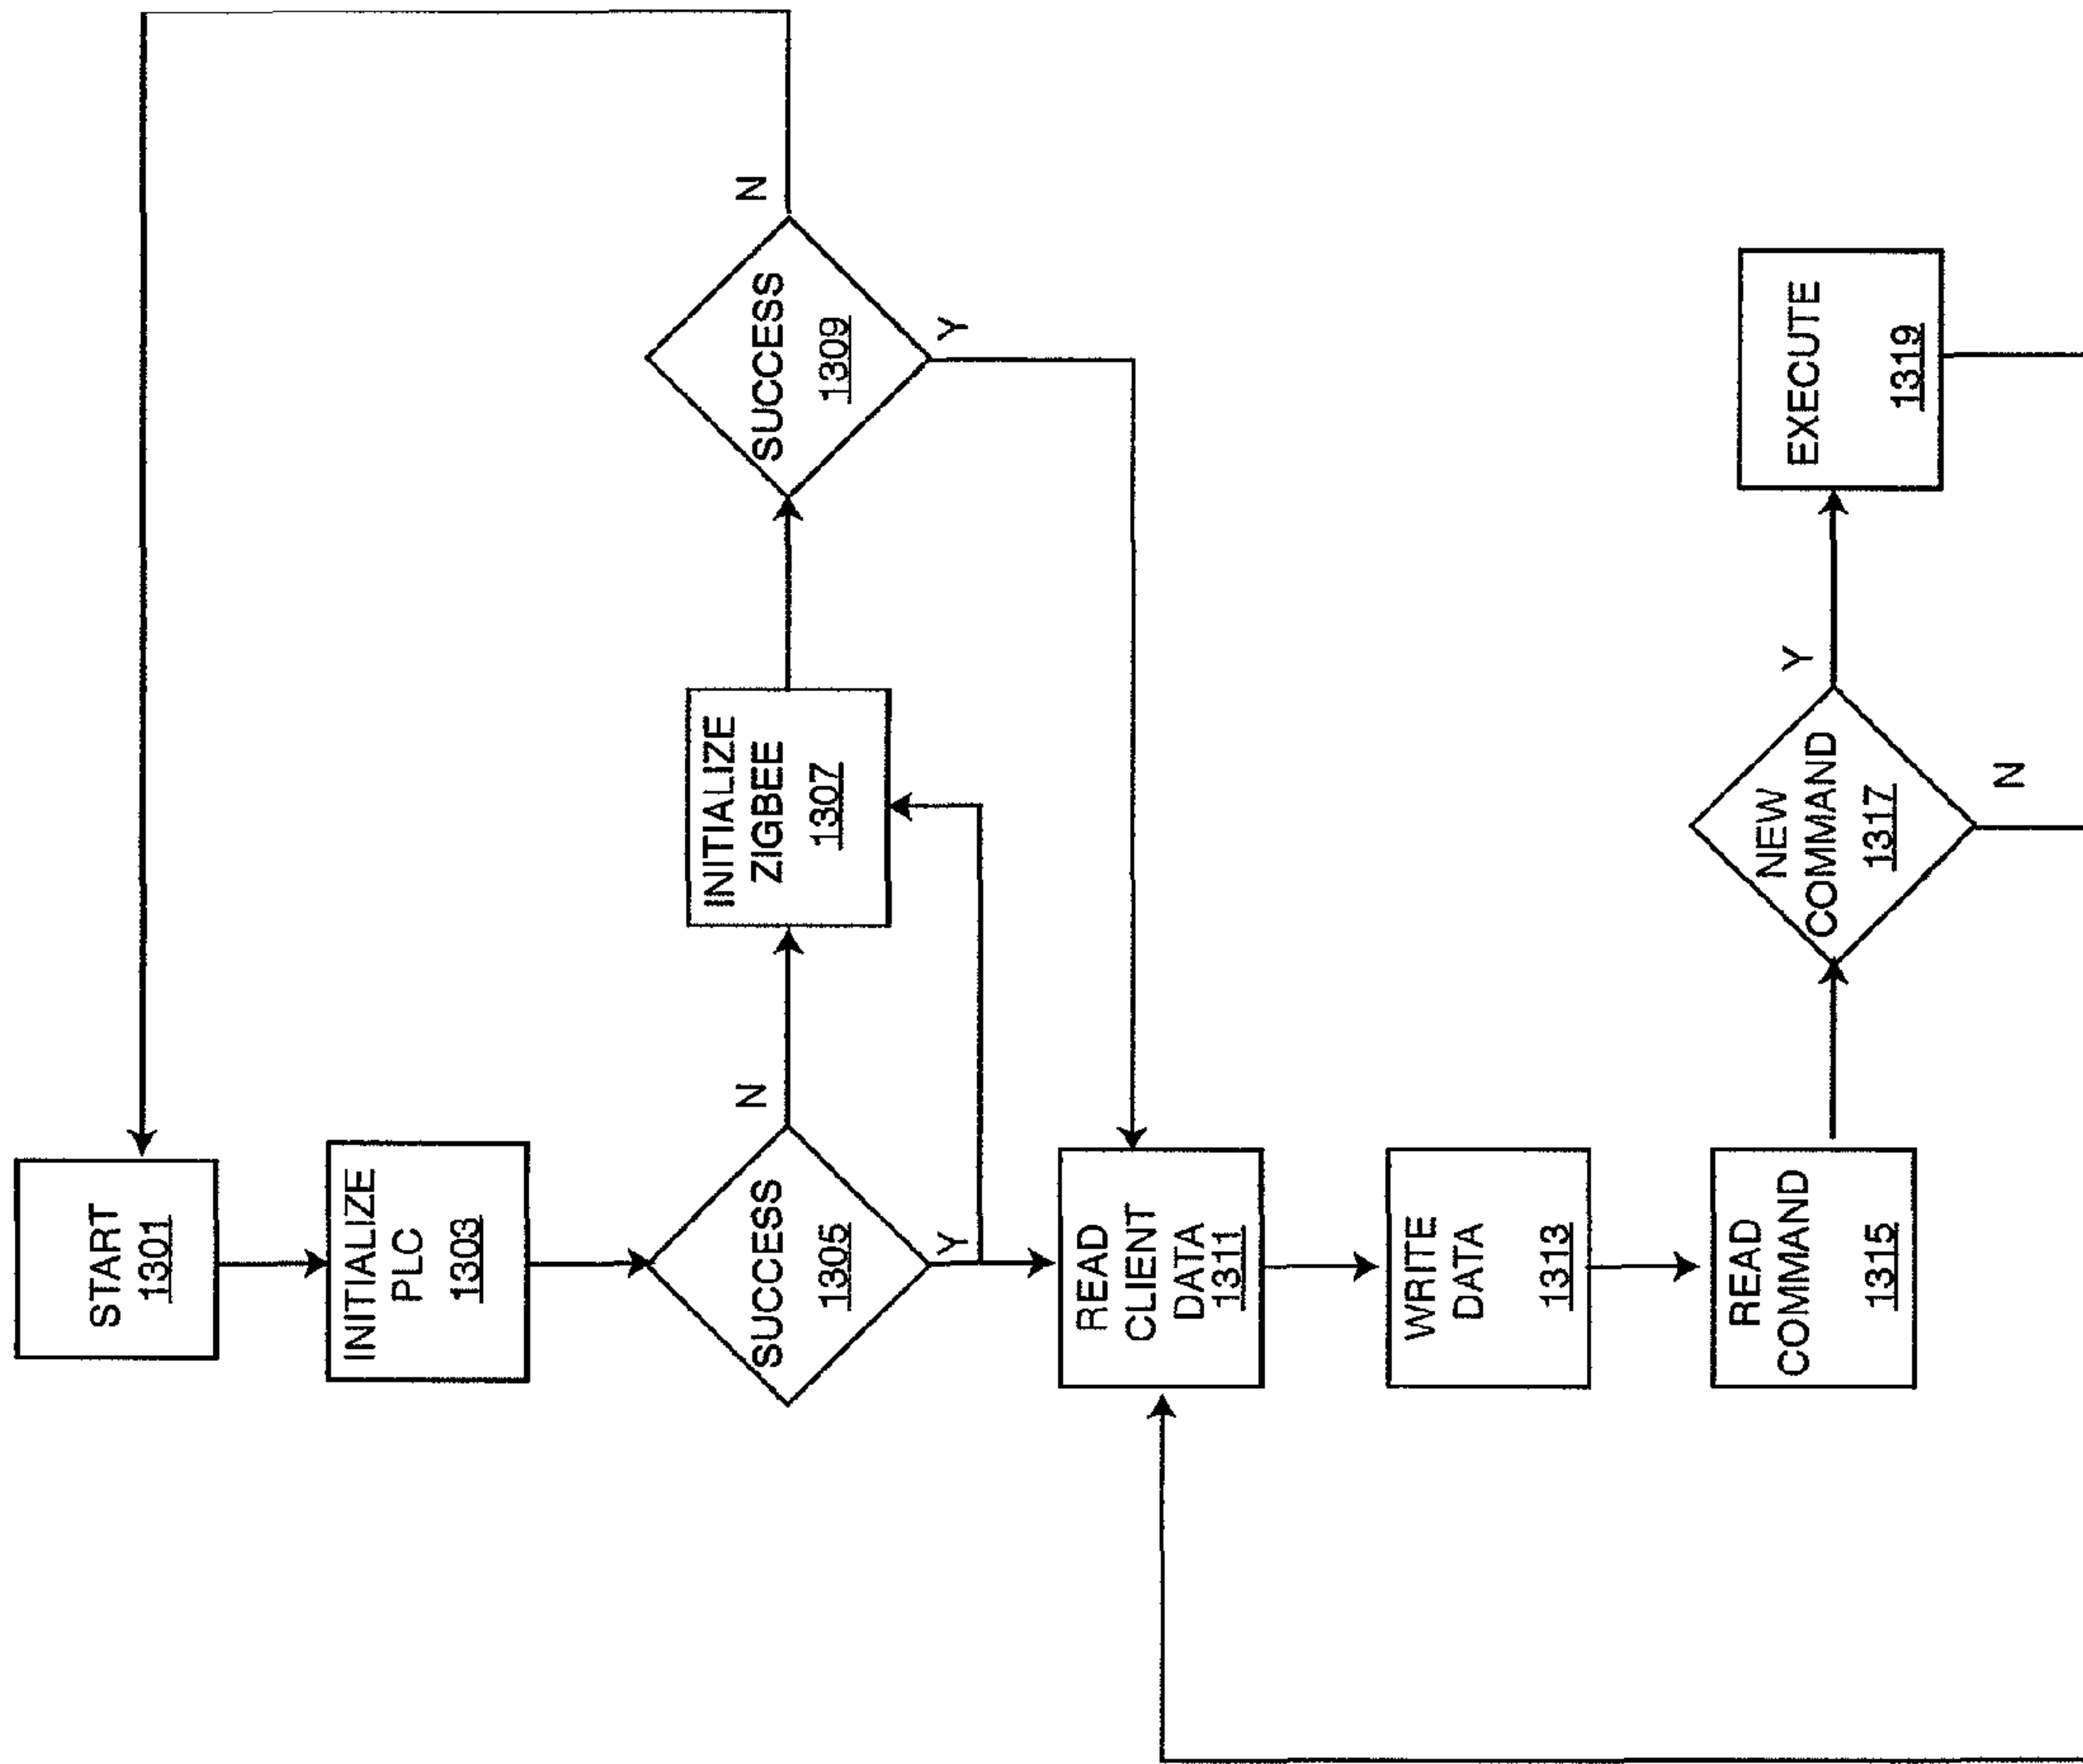 START
1301
INITIALIZE
PLC
1303
SUCCESS
1305
N
Y
INITIALIZE
ZIGBEE
1307
SUCCESS
1309
N
Y
READ
CLIENT
DATA
1311
WRITE
DATA
1313
READ
COMMAND
1315
NEW
COMMAND
1317
Y
N
EXECUTE
1319